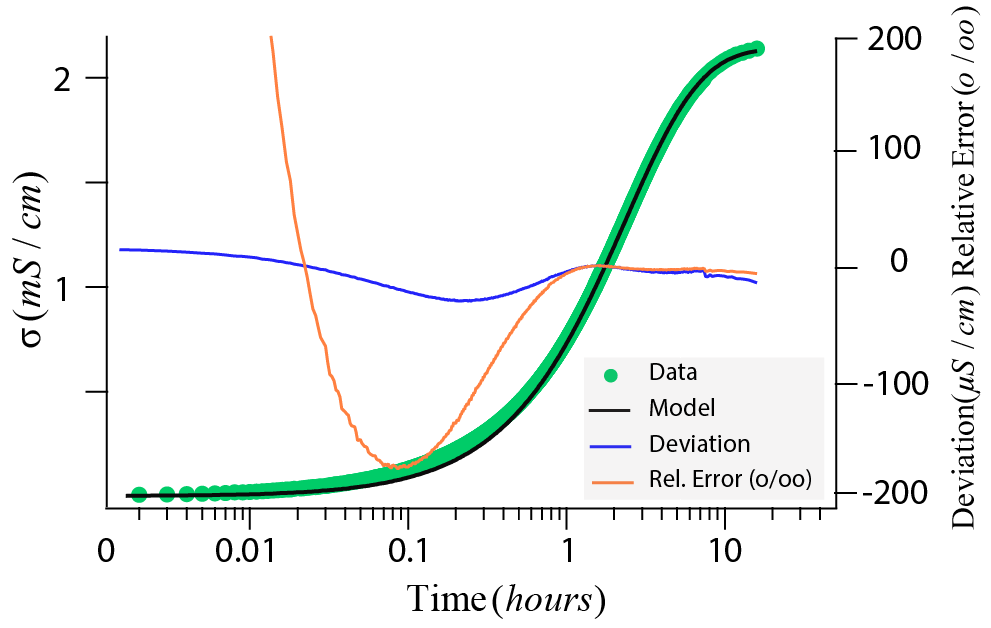 2
1
σ (mS / cm)
200
100
0
-100
-200
Deviation(μS / cm) Relative Error (o / oo)
Data
Model
Deviation
Rel. Error (o/oo)
0 0.01 0.1 1 10
Time (hours)